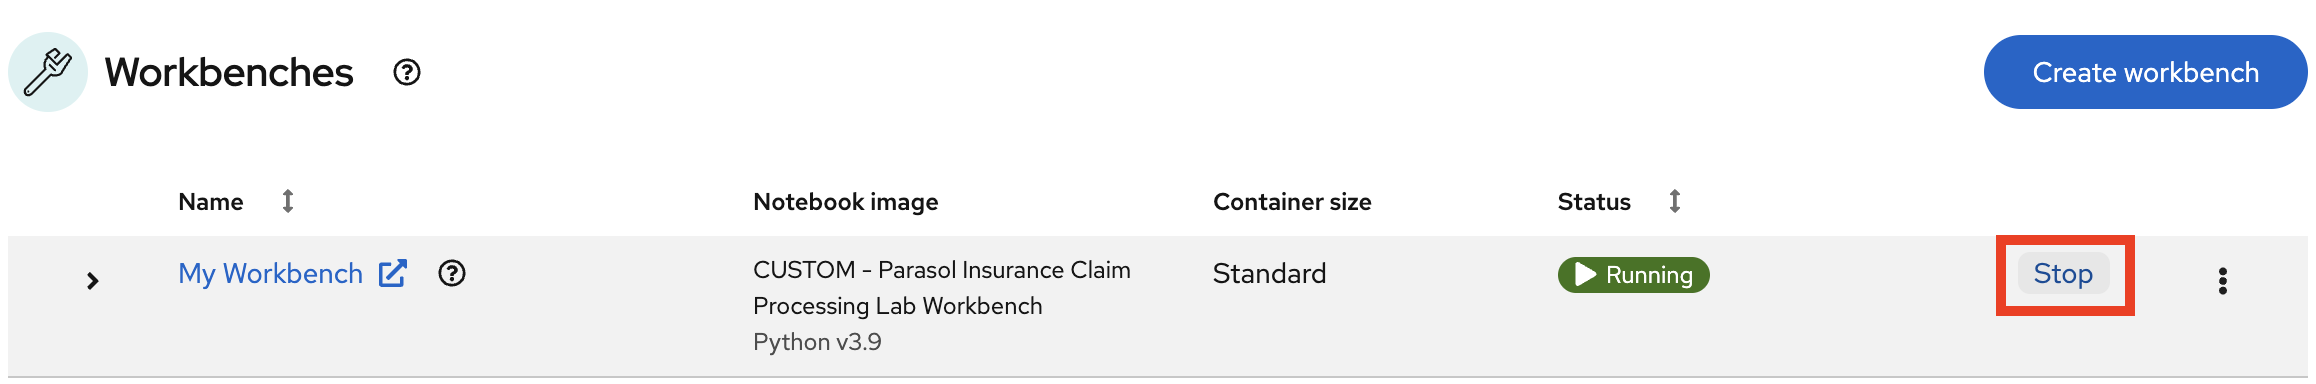 Workbenches
Create workbench
Name Notebook image Container size Status
My Workbench CUSTOM - Parasol Insurance Claim Standard Running Stop
Processing Lab Workbench
Python v3.9